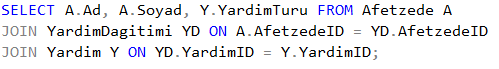 SELECT A.Ad, A.Soyad, Y.YardimTuru FROM Afetzede A
JOIN YardimDagitimi YD ON A.AfetzedeID = YD.AfetzedeID
JOIN Yardim Y ON YD.YardimID = Y.YardimID;